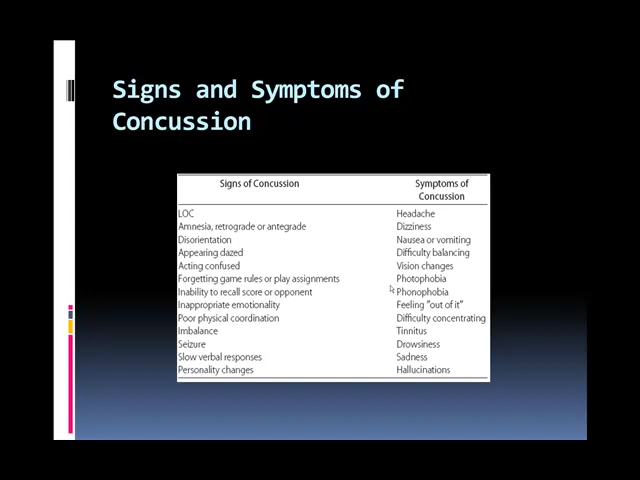 Signs and Symptoms of
Concussion
Signs of Concussion
Symptoms of
Concussion
LOC Headache
Amnesia, retrograde or antegrade Dizziness
Disorientation Nausea or vomiting
Appearing dazed Difficulty balancing
Acting confused Vision changes
Forgetting game rules or play assignments Photophobia
Inability to recall score or opponent Phonophobia
Inappropriate emotionality Feeling "out of it"
Poor physical coordination Difficulty concentrating
Imbalance Tinnitus
Seizure Drowsiness
Slow verbal responses Sadness
Personality changes Hallucinations